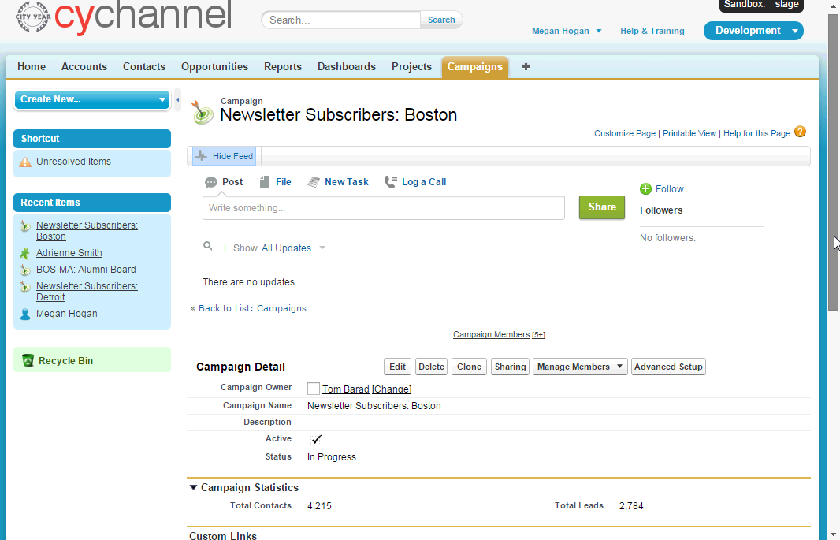 CITY YEAR
cychannel
Search...
Search
Sandbox: stage
Megan Hogan
Help & Training
Development
Home
Accounts
Contacts
Opportunities
Reports
Dashboards
Projects
Campaigns
Create New...
Shortcut
Unresolved Items
Recent Items
Newsletter Subscribers:
Boston
Adrienne Smith
BOS-MA: Alumni Board
Newsletter Subscribers:
Detroit
Megan Hogan
Recycle Bin
Campaign
Newsletter Subscribers: Boston
Customize Page | Printable View | Help for this Page
Hide Feed
Post
File
New Task
Log a Call
Write something...
Share
Follow
Followers
No followers.
Show All Updates
There are no updates.
« Back to List: Campaigns
Campaign Members [5+]
Campaign Detail
Edit
Delete
Clone
Sharing
Manage Members
Advanced Setup
Campaign Owner Tom Barad [Change]
Campaign Name Newsletter Subscribers: Boston
Description
Active
Status In Progress
Campaign Statistics
Total Contacts 4,215
Total Leads 2,784
Custom Links